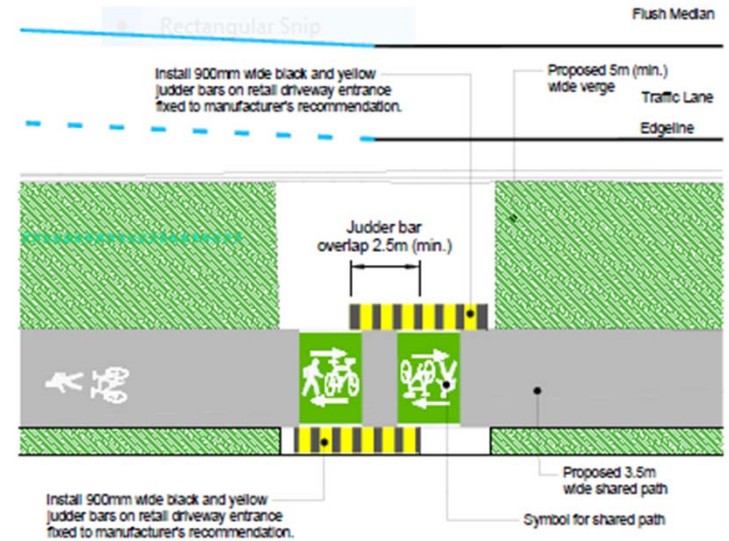 Rectangular Snip
Flush Median
Install 900mm wide black and yellow
judder bars on retail driveway entrance
fixed to manufacturer's recommendation.
Proposed 5m (min.)
wide verge
Traffic Lane
Edgeline
Judder bar
overlap 2.5m (min.)
Proposed 3.5m
wide shared path
Install 900mm wide black and yellow
judder bars on retail driveway entrance
fixed to manufacturer's recommendation.
Symbol for shared path